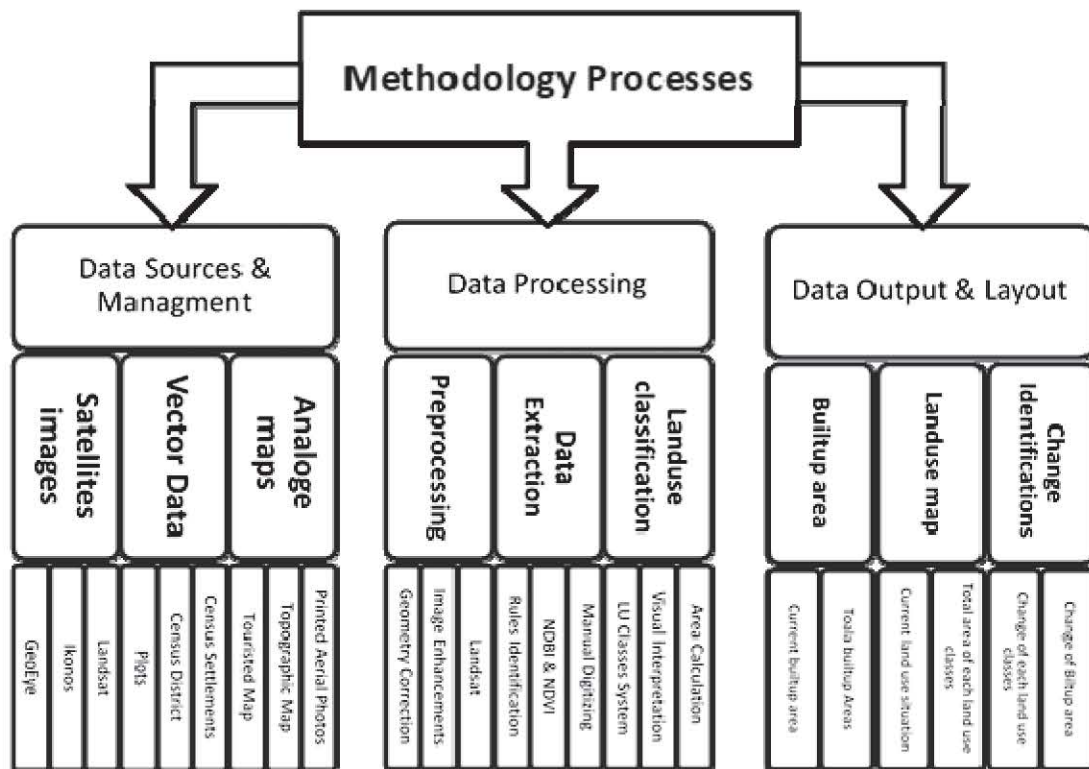 Methodology Processes
Data Sources &
Managment
Data Processing
Data Output & Layout
Satellites
images
Vector Data
Analoge
maps
Preprocessing
Data
Extraction
Landuse
classification
Builtup area
Landuse map
Change
Identifications
GeoEye
Ikonos
Landsat
Plots
Census District
Census Settlements
Touristed Map
Topographic Map
Printed Aerial Photos
Geometry Correction
Image Enhancements
Landsat
Rules Identification
NDBI & NDVI
Manual Digitizing
LU Classes System
Visual Interpretation
Area Calculation
Current builtup area
Toala builtup Areas
Current land use situation
Total area of each land use
classes
Change of each land use
classes
Change of Biltup area